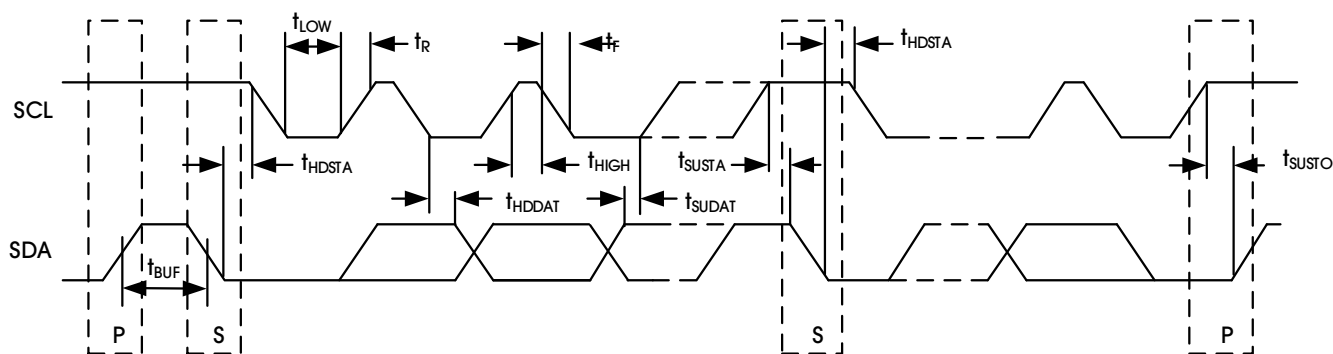 tLOW
tR
tF
tHDSTA
SCL
tHDSTA
tHIGH
tSUSTA
tSUSTO
tHDDAT
tSUDAT
SDA
tBUF
P
S
S
P